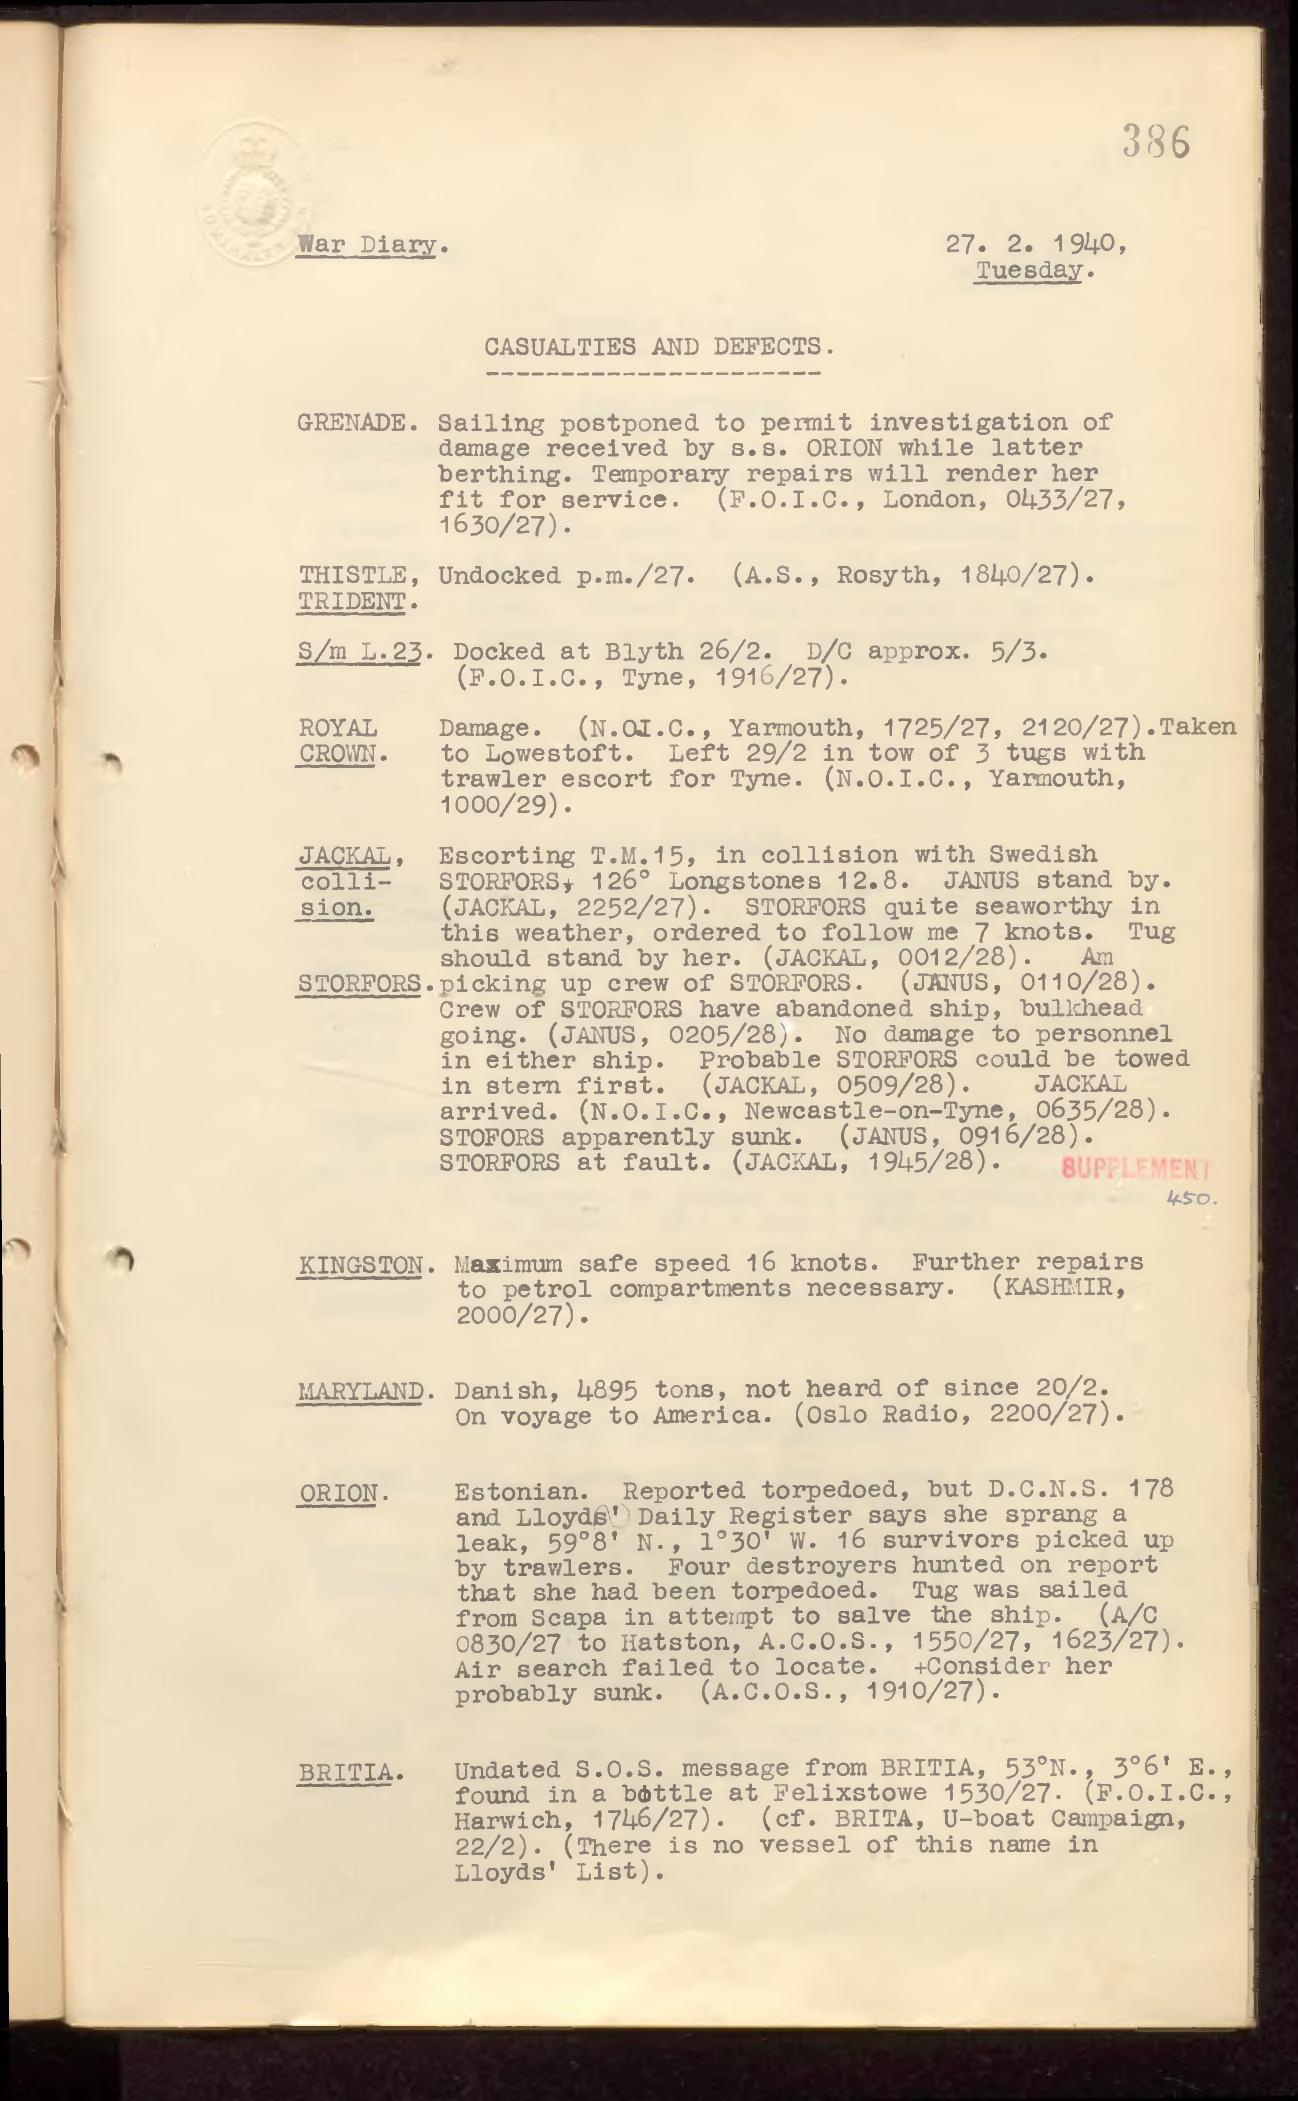 386
War Diary. 27. 2. 1940,
Tuesday.
CASUALTIES AND DEFECTS.
GRENADE. Sailing postponed to permit investigation of
damage received by s.s. ORION while latter
berthing. Temporary repairs will render her
fit for service. (F.O.I.C., London, 0433/27,
1630/27).
THISTLE, Undocked p.m./27. (A.S., Rosyth, 1840/27).
TRIDENT.
S/m L.23. Docked at Blyth 26/2. D/C approx. 5/3.
(F.O.I.C., Tyne, 1916/27).
ROYAL Damage. (N.O.I.C., Yarmouth, 1725/27, 2120/27).Taken
CROWN. to Lowestoft. Left 29/2 in tow of 3 tugs with
trawler escort for Tyne. (N.O.I.C., Yarmouth,
1000/29).
JACKAL, Escorting T.M.15, in collision with Swedish
colli- STORFORS, 126° Longstones 12.8. JANUS stand by.
sion. (JACKAL, 2252/27). STORFORS quite seaworthy in
this weather, ordered to follow me 7 knots. Tug
should stand by her. (JACKAL, 0012/28). Am
STORFORS. picking up crew of STORFORS. (JANUS, 0110/28).
Crew of STORFORS have abandoned ship, bulkhead
going. (JANUS, 0205/28). No damage to personnel
in either ship. Probable STORFORS could be towed
in stern first. (JACKAL, 0509/28). JACKAL
arrived. (N.O.I.C., Newcastle-on-Tyne, 0635/28).
STOFORS apparently sunk. (JANUS, 0916/28).
STORFORS at fault. (JACKAL, 1945/28). SUPPLEMENT
450.
KINGSTON. Maximum safe speed 16 knots. Further repairs
to petrol compartments necessary. (KASHMIR,
2000/27).
MARYLAND. Danish, 4895 tons, not heard of since 20/2.
On voyage to America. (Oslo Radio, 2200/27).
ORION. Estonian. Reported torpedoed, but D.C.N.S. 178
and Lloyds' Daily Register says she sprang a
leak, 59°8' N., 1°30' W. 16 survivors picked up
by trawlers. Four destroyers hunted on report
that she had been torpedoed. Tug was sailed
from Scapa in attempt to salve the ship. (A/C
0830/27 to Hatston, A.C.O.S., 1550/27, 1623/27).
Air search failed to locate. +Consider her
probably sunk. (A.C.O.S., 1910/27).
BRITIA. Undated S.O.S. message from BRITIA, 53°N., 3°6' E.,
found in a bottle at Felixstowe 1530/27. (F.O.I.C.,
Harwich, 1746/27). (cf. BRITA, U-boat Campaign,
22/2). (There is no vessel of this name in
Lloyds' List).